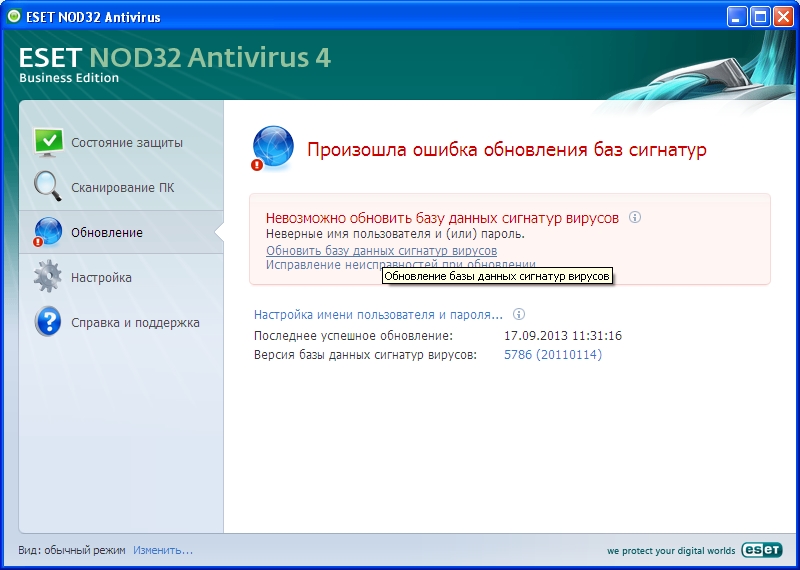 ESET NOD32 Antivirus
ESET NOD32 Antivirus 4
Business Edition
Состояние защиты
Сканирование ПК
Обновление
Настройка
Справка и поддержка
Произошла ошибка обновления баз сигнатур
Невозможно обновить базу данных сигнатур вирусов
Неверные имя пользователя и (или) пароль.
Обновить базу данных сигнатур вирусов
Исправление неисправностей при обновлении
Обновление базы данных сигнатур вирусов
Настройка имени пользователя и пароля...
Последнее успешное обновление: 17.09.2013 11:31:16
Версия базы данных сигнатур вирусов: 5786 (20110114)
Вид: обычный режим Изменить...
we protect your digital worlds eset